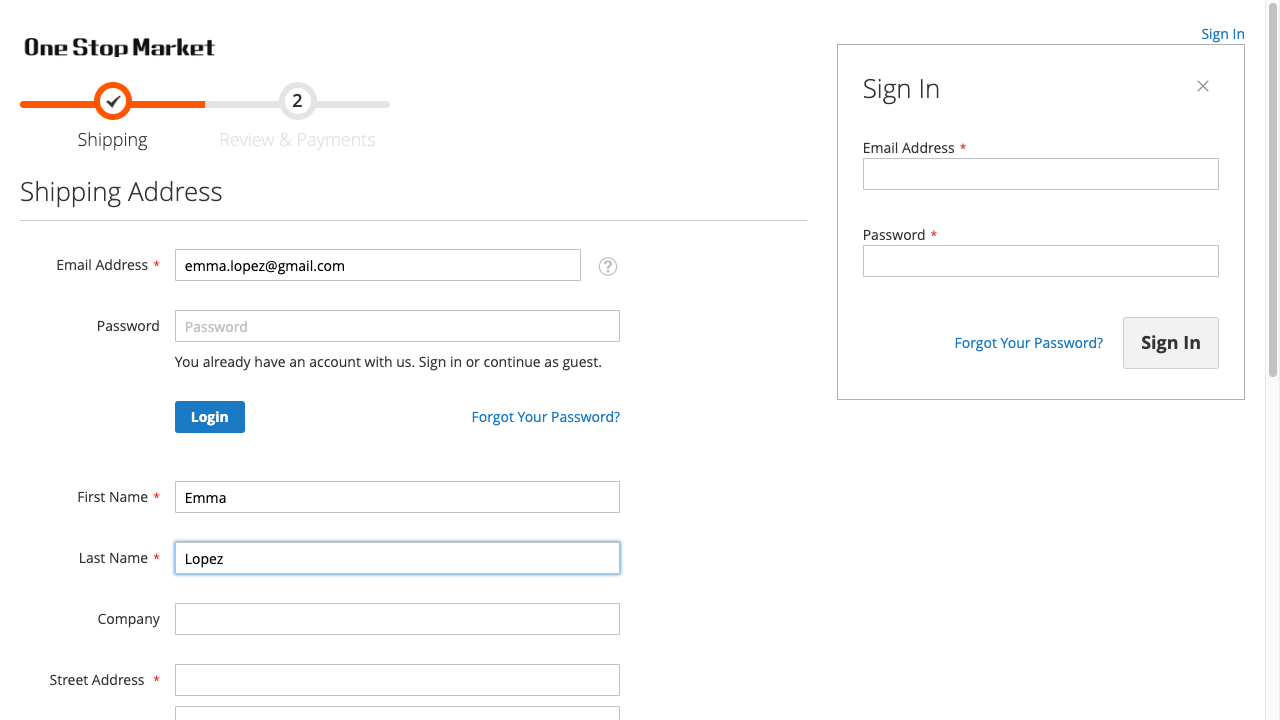 One Stop Market
Sign In
Shipping
2
Review & Payments
Shipping Address
Email Address *
emma.lopez@gmail.com
?
Password
Password
You already have an account with us. Sign in or continue as guest.
Login
Forgot Your Password?
First Name *
Emma
Last Name *
Lopez
Company
Street Address *
Sign In
Email Address *
Password *
Forgot Your Password?
Sign In